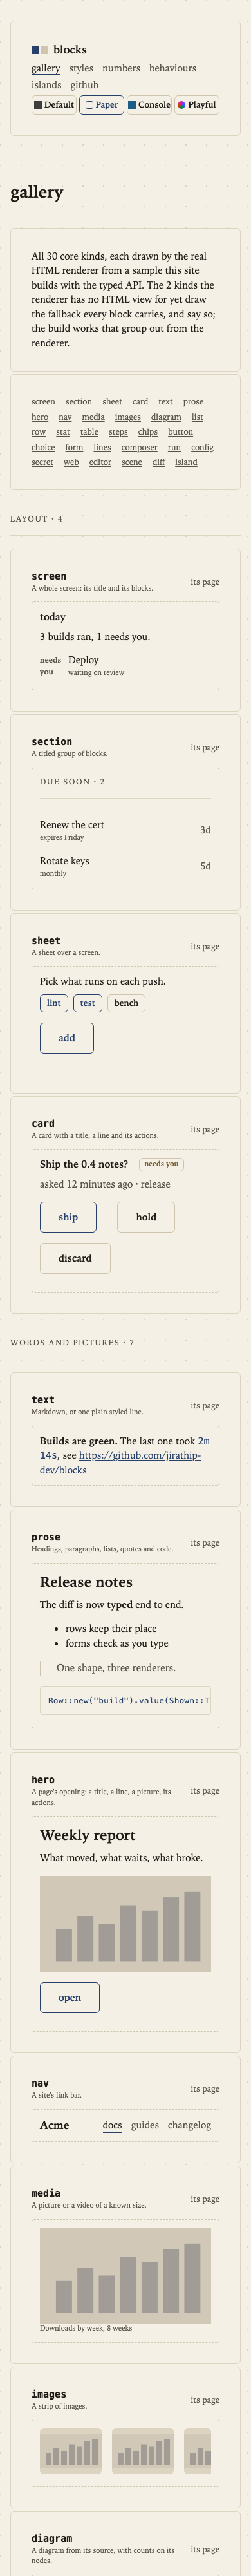 blocks
gallery styles numbers behaviours
islands github
Default Paper Console Playful
gallery
All 30 core kinds, each drawn by the real
HTML renderer from a sample this site
builds with the typed API. The 2 kinds the
renderer has no HTML view for yet draw
the fallback every block carries, and say so;
the build works that group out from the
renderer.
screen section sheet card text prose
hero nav media images diagram list
row stat table steps chips button
choice form lines composer run config
secret web editor scene diff island
LAYOUT · 4
screen
its page
A whole screen: its title and its blocks.
today
3 builds ran, 1 needs you.
needs you Deploy
waiting on review
section
its page
A titled group of blocks.
DUE SOON · 2
Renew the cert
expires Friday
3d
Rotate keys
monthly
5d
sheet
its page
A sheet over a screen.
Pick what runs on each push.
lint test bench
add
card
its page
A card with a title, a line and its actions.
Ship the 0.4 notes? needs you
asked 12 minutes ago · release
ship hold
discard
WORDS AND PICTURES · 7
text
its page
Markdown, or one plain styled line.
Builds are green. The last one took 2m
14s, see https://github.com/jirathip-
dev/blocks
prose
its page
Headings, paragraphs, lists, quotes and code.
Release notes
The diff is now typed end to end.
• rows keep their place
• forms check as you type
One shape, three renderers.
Row::new("build").value(Shown::T
hero
its page
A page's opening: a title, a line, a picture, its
actions.
Weekly report
What moved, what waits, what broke.
open
nav
its page
A site's link bar.
Acme docs guides changelog
media
its page
A picture or a video of a known size.
Downloads by week, 8 weeks
images
its page
A strip of images.
diagram
its page
A diagram from its source, with counts on its
nodes.